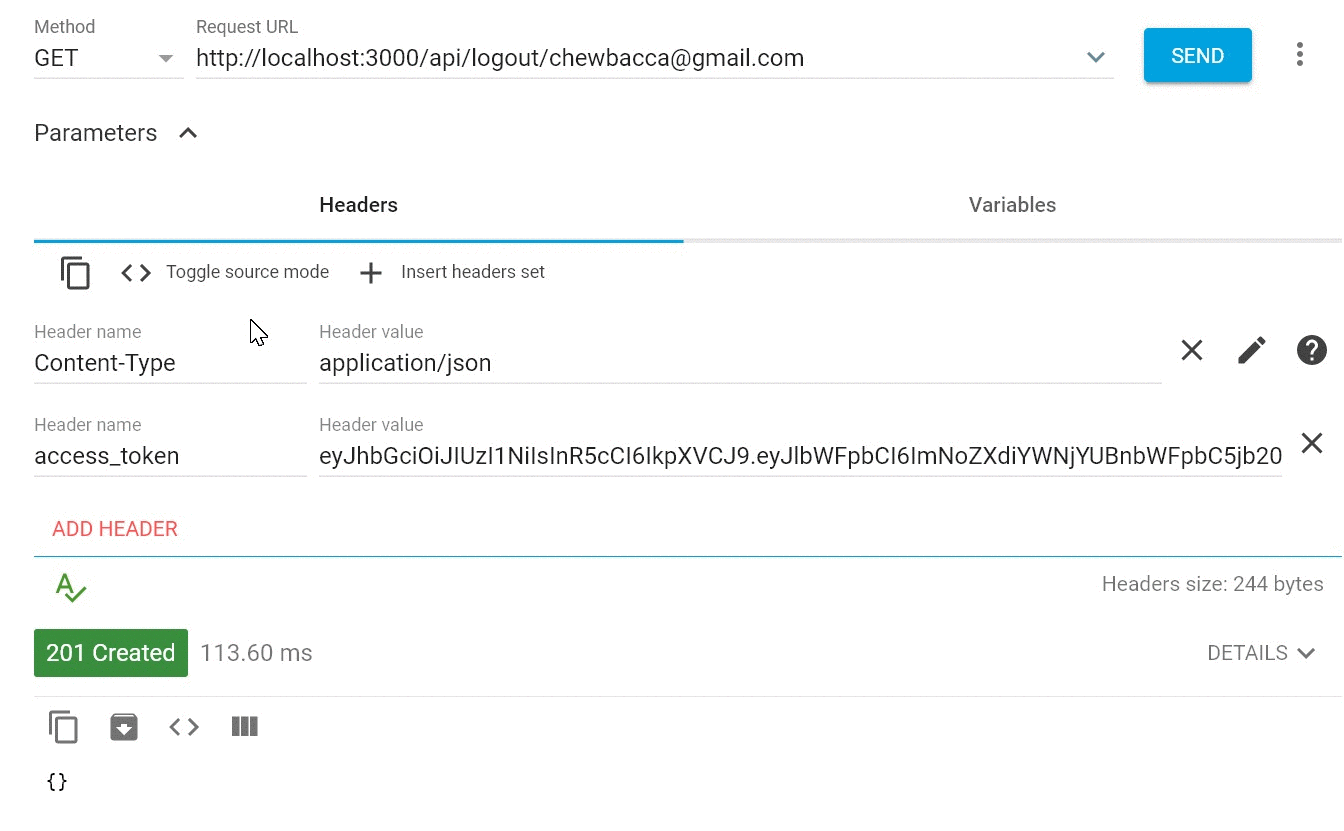 Method
Request URL
GET
http://localhost:3000/api/logout/chewbacca@gmail.com
SEND
Parameters
Headers
Variables
Toggle source mode
Insert headers set
Header name
Header value
Content-Type
application/json
Header name
Header value
access_token
eyJhbGciOiJIUzI1NiIsInR5cCI6IkpXVCJ9.eyJlbWFpbCI6ImNoZXdiYWNjYUBnbWFpbC5jb20
ADD HEADER
Headers size: 244 bytes
201 Created
113.60 ms
DETAILS
{}